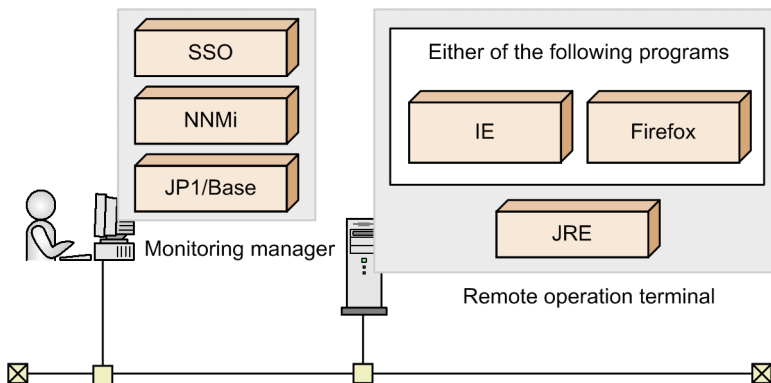 SSO
NNMi
JP1/Base
Monitoring manager
Either of the following programs
IE
Firefox
JRE
Remote operation terminal